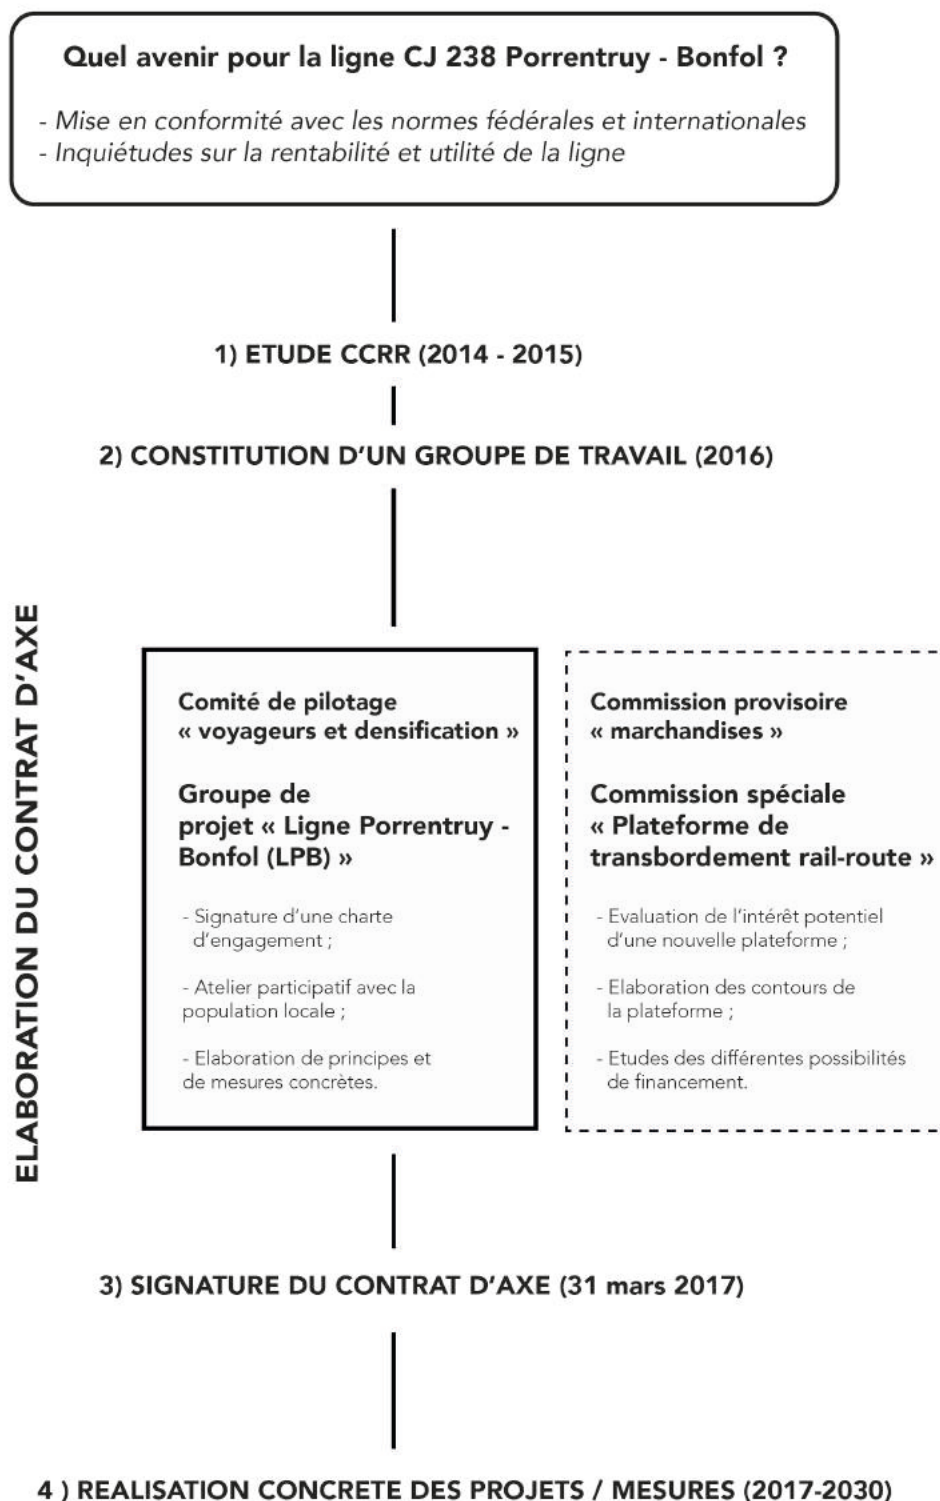 Quel avenir pour la ligne CJ 238 Porrentruy - Bonfol ?
- Mise en conformité avec les normes fédérales et internationales
- Inquiétudes sur la rentabilité et utilité de la ligne
1) ETUDE CCRR (2014 - 2015)
2) CONSTITUTION D'UN GROUPE DE TRAVAIL (2016)
ELABORATION DU CONTRAT D'AXE
Comité de pilotage
« voyageurs et densification »
Groupe de
projet « Ligne Porrentruy -
Bonfol (LPB) »
- Signature d'une charte
d'engagement ;
- Atelier participatif avec la
population locale ;
- Elaboration de principes et
de mesures concrètes.
Commission provisoire
« marchandises »
Commission spéciale
« Plateforme de
transbordement rail-route »
- Evaluation de l'intérêt potentiel
d'une nouvelle plateforme ;
- Elaboration des contours de
la plateforme ;
- Etudes des différentes possibilités
de financement.
3) SIGNATURE DU CONTRAT D'AXE (31 mars 2017)
4 ) REALISATION CONCRETE DES PROJETS / MESURES (2017-2030)